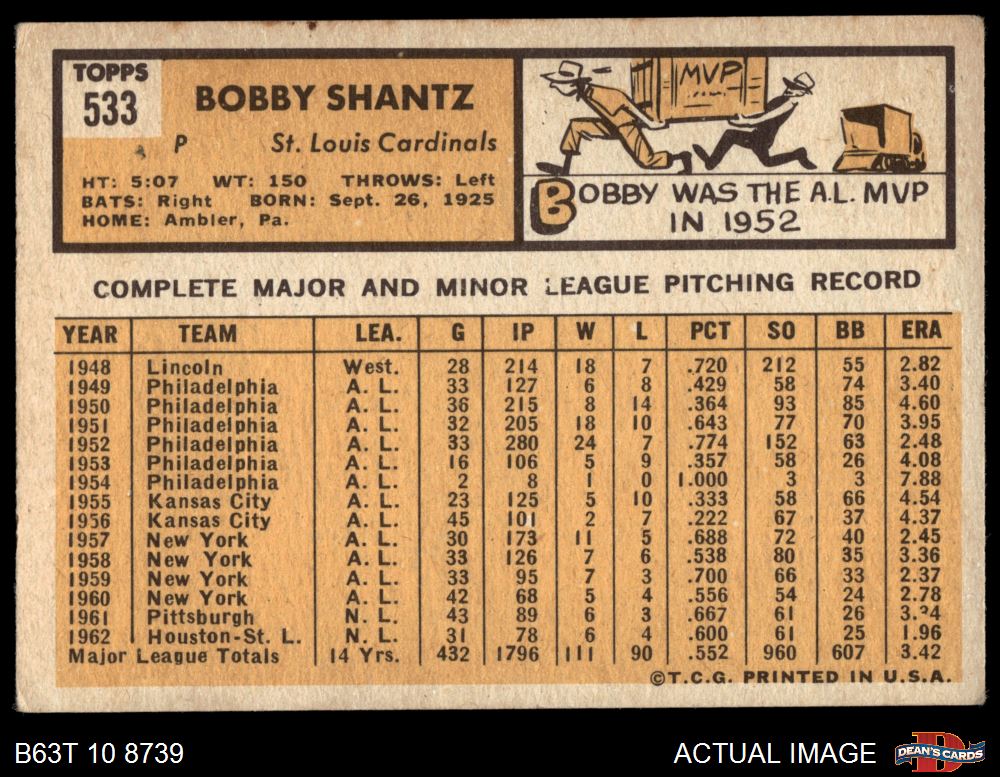 TOPPS
533
BOBBY SHANTZ
P St. Louis Cardinals
HT: 5:07 WT: 150 THROWS: Left
BATS: Right BORN: Sept. 26, 1925
HOME: Ambler, Pa.
MVP
BOBBY WAS THE A.L. MVP
IN 1952
COMPLETE MAJOR AND MINOR LEAGUE PITCHING RECORD
YEAR TEAM LEA. G IP W L PCT SO BB ERA
1948 Lincoln West. 28 214 18 7 .720 212 55 2.82
1949 Philadelphia A. L. 33 127 6 8 .429 58 74 3.40
1950 Philadelphia A. L. 36 215 8 14 .364 93 85 4.60
1951 Philadelphia A. L. 32 205 18 10 .643 77 70 3.95
1952 Philadelphia A. L. 33 280 24 7 .774 152 63 2.48
1953 Philadelphia A. L. 16 106 5 9 .357 58 26 4.08
1954 Philadelphia A. L. 2 8 1 0 1.000 3 3 7.88
1955 Kansas City A. L. 23 125 5 10 .333 58 66 4.54
1956 Kansas City A. L. 45 101 2 7 .222 67 37 4.37
1957 New York A. L. 30 173 11 5 .688 72 40 2.45
1958 New York A. L. 33 126 7 6 .538 80 35 3.36
1959 New York A. L. 33 95 7 3 .700 66 33 2.37
1960 New York A. L. 42 68 5 4 .556 54 24 2.78
1961 Pittsburgh N. L. 43 89 6 3 .667 61 26
1962 Houston-St. L. N. L. 31 78 6 4 .600 61 25 1.96
Major League Totals 14 Yrs. 432 1796 111 90 .552 960 607 3.42
©T.C.G. PRINTED IN U.S.A.
B63T 10 8739 ACTUAL IMAGE DEAN'S CARDS